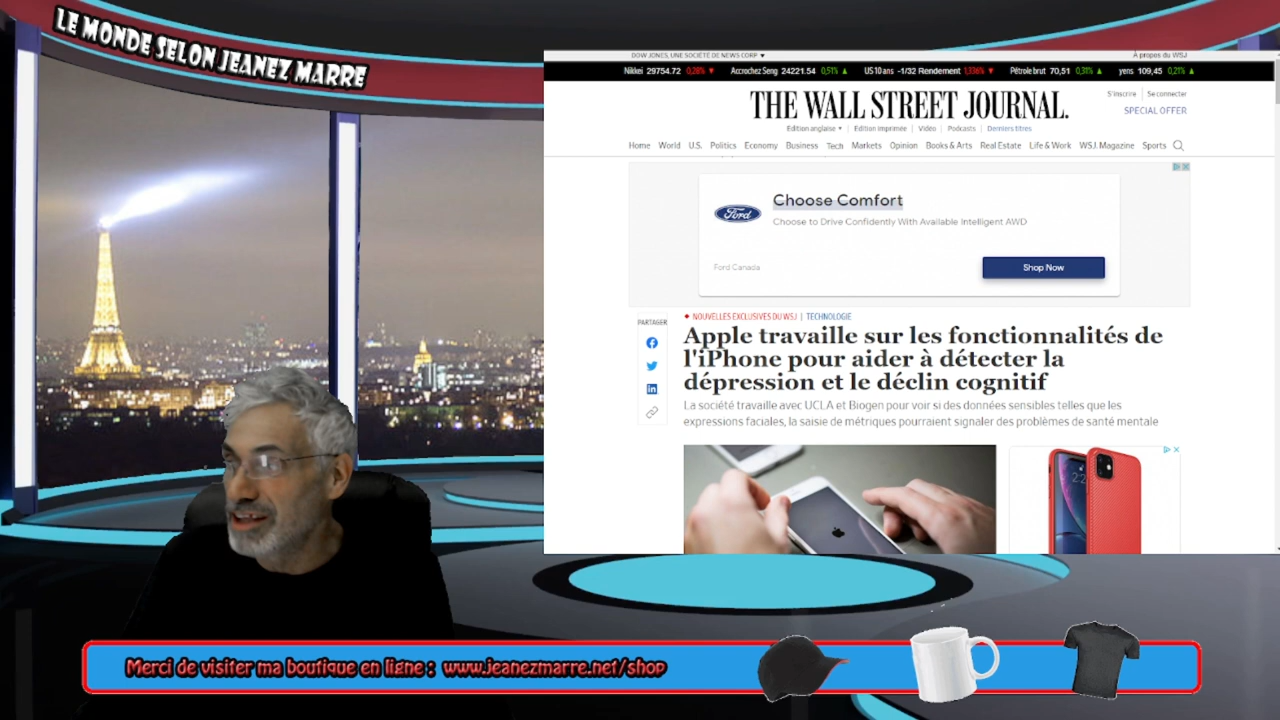 LE MONDE SELON JEANEZ MARRE
DOW JONES, UNE SOCIÉTÉ DE NEWS CORP ▼
À propos du WSJ
Nikkei 29754.72 0,28% ▼ Accrochez Seng 24221.54 0,51% ▲ US 10 ans -1/32 Rendement 1,336% ▼ Pétrole brut 70,51 0,31% ▲ yens 109,45 0,21% ▲
THE WALL STREET JOURNAL.
S'inscrire | Se connecter
SPECIAL OFFER
Edition anglaise ▼ | Edition imprimée | Video | Podcasts | Derniers titres
Home World U.S. Politics Economy Business Tech Markets Opinion Books & Arts Real Estate Life & Work WSJ. Magazine Sports
Choose Comfort
Ford
Choose to Drive Confidently With Available Intelligent AWD
Ford Canada
Shop Now
PARTAGER
◆ NOUVELLES EXCLUSIVES DU WSJ | TECHNOLOGIE
Apple travaille sur les fonctionnalités de
l'iPhone pour aider à détecter la
dépression et le déclin cognitif
La société travaille avec UCLA et Biogen pour voir si des données sensibles telles que les
expressions faciales, la saisie de métriques pourraient signaler des problèmes de santé mentale
Merci de visiter ma boutique en ligne : www.jeanezmarre.net/shop